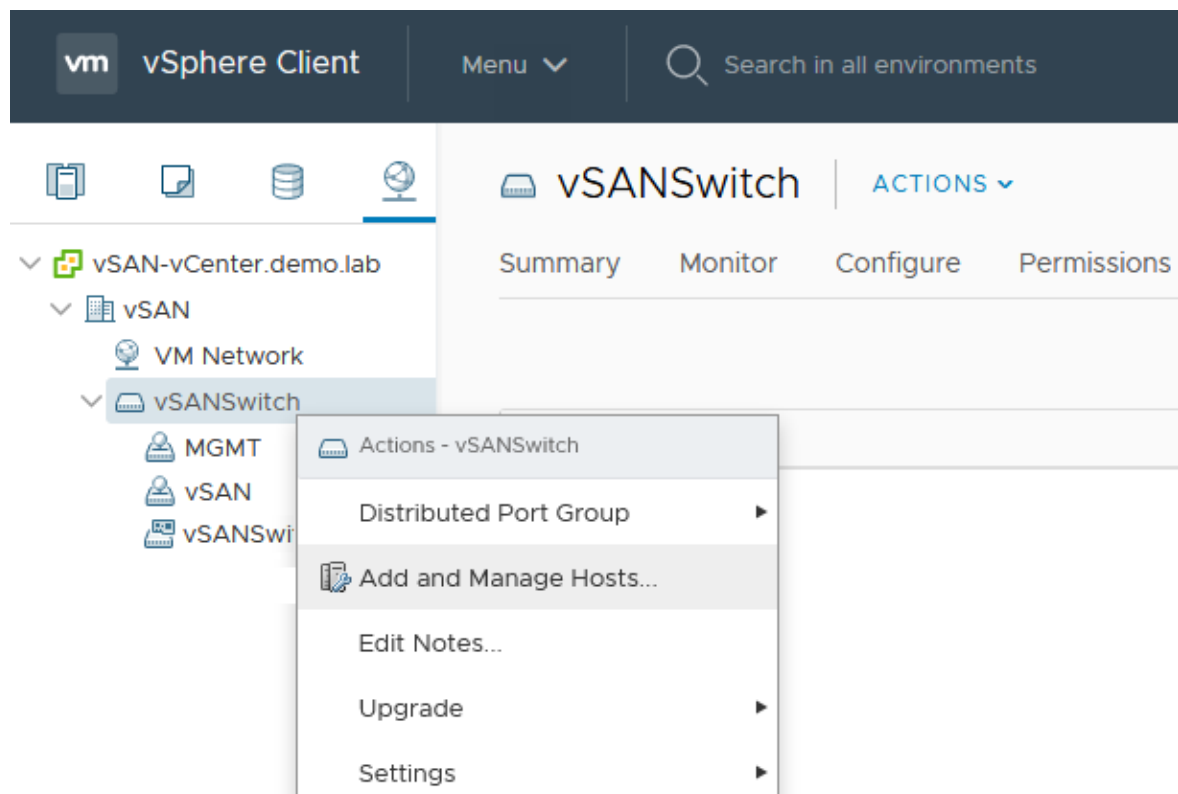 vm vSphere Client Menu Search in all environments
vSANSwitch ACTIONS
Summary Monitor Configure Permissions
vSAN-vCenter.demo.lab
vSAN
VM Network
vSANSwitch
MGMT
vSAN
vSANSwi
Actions - vSANSwitch
Distributed Port Group
Add and Manage Hosts...
Edit Notes...
Upgrade
Settings